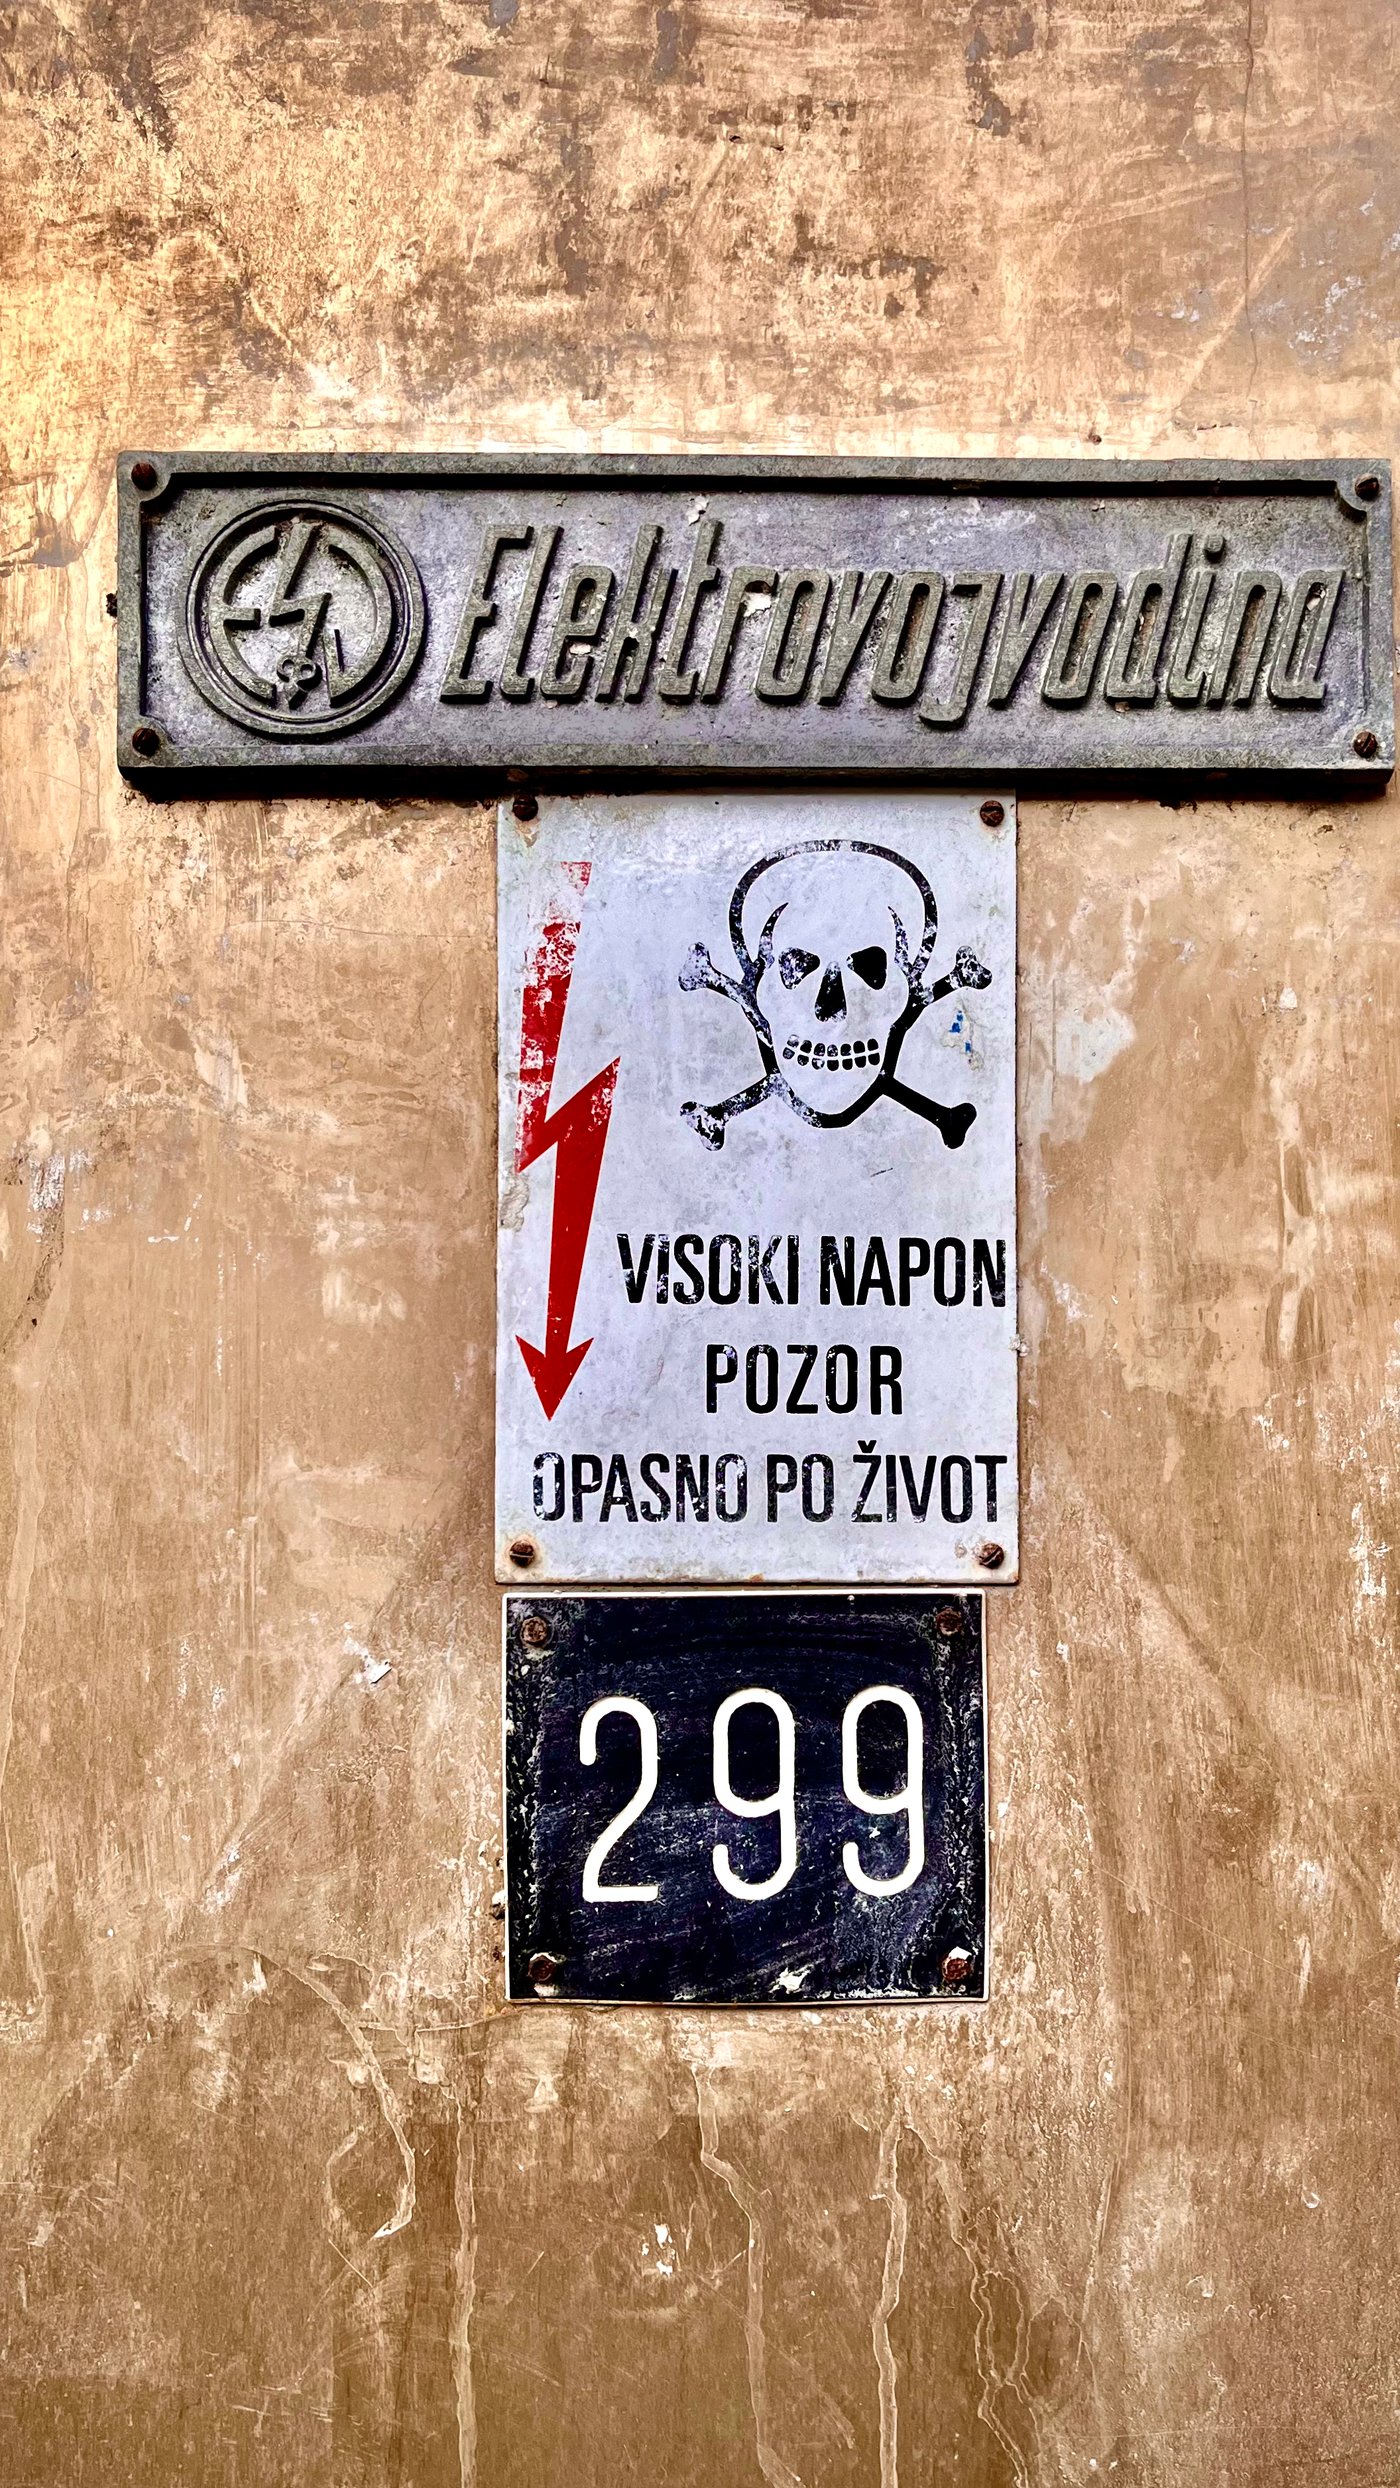 Elektrovojvodina
VISOKI NAPON
POZOR
OPASNO PO ŽIVOT
299